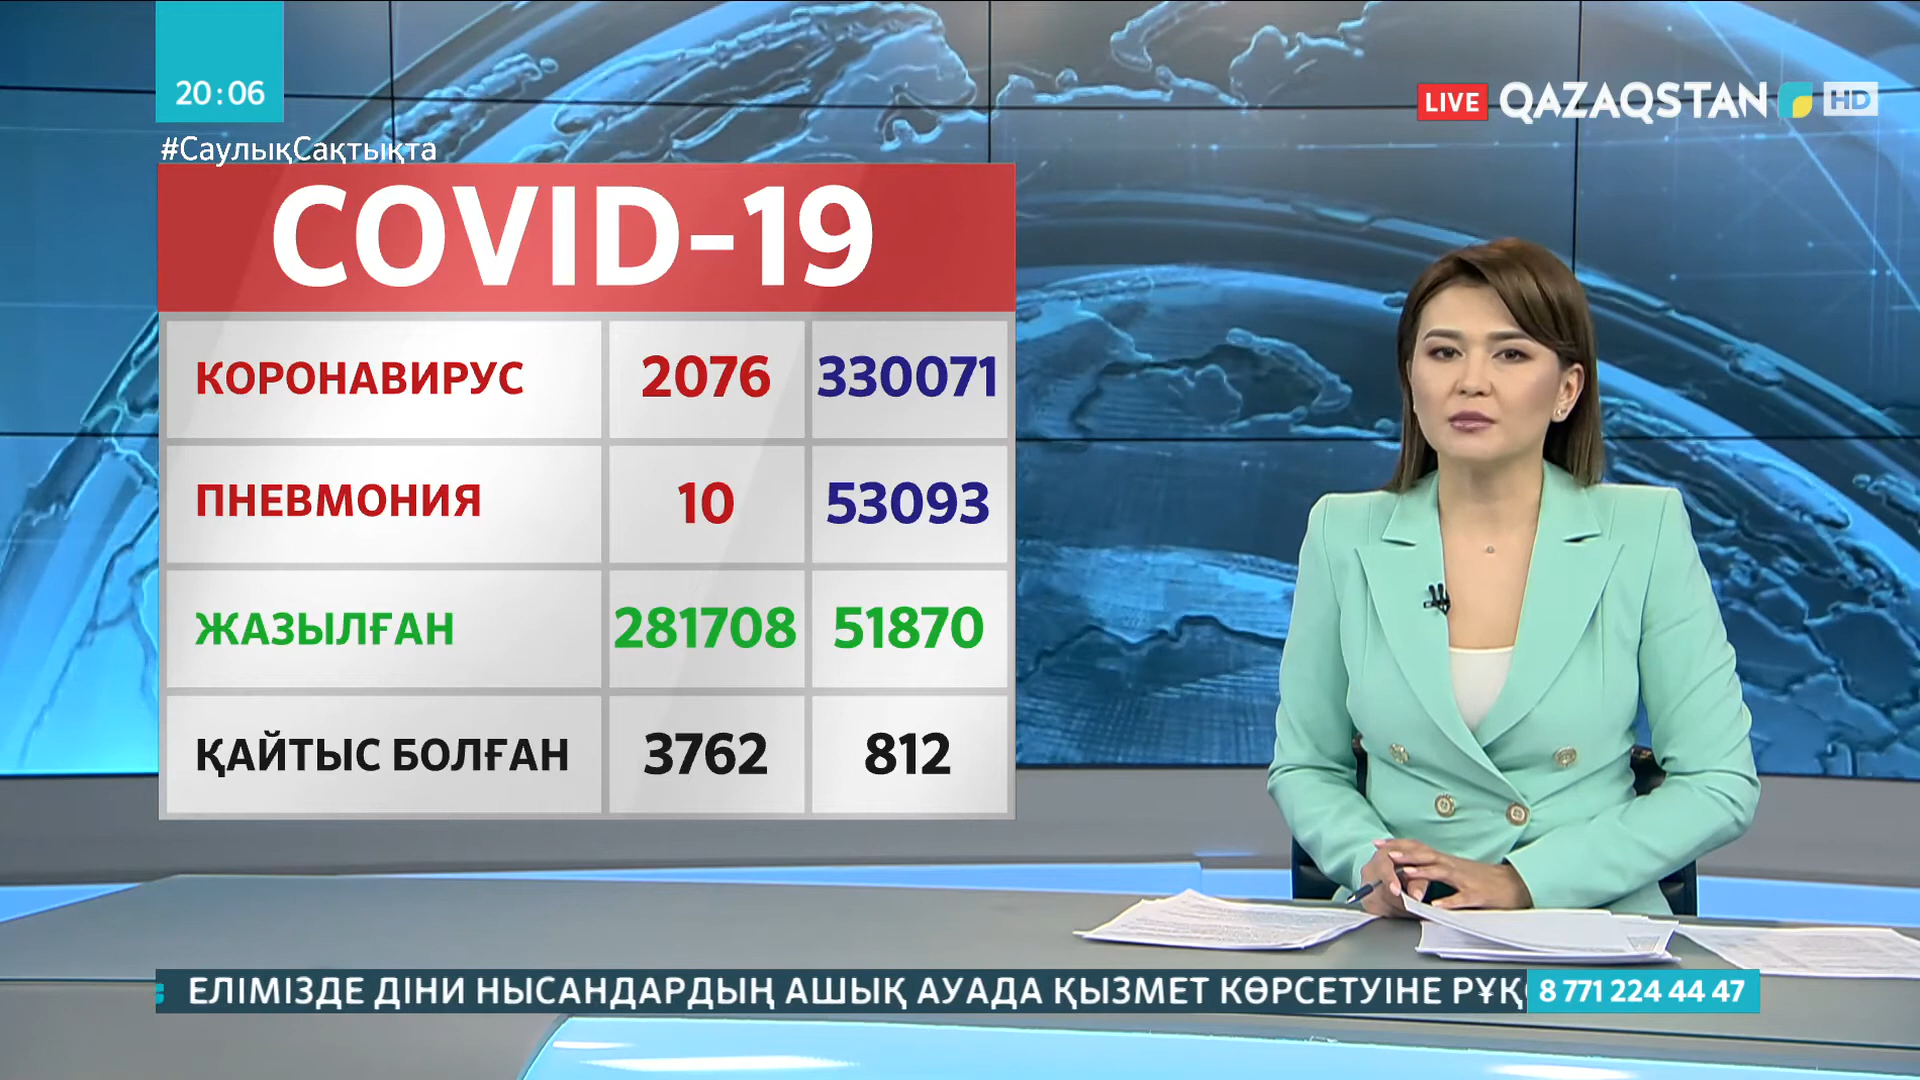 20:06
#СаулықСақтықта
LIVE QAZAQSTAN HD
COVID-19
КОРОНАВИРУС 2076 330071
ПНЕВМОНИЯ 10 53093
ЖАЗЫЛҒАН 281708 51870
ҚАЙТЫС БОЛҒАН 3762 812
ЕЛІМІЗДЕ ДІНИ НЫСАНДАРДЫҢ АШЫҚ АУАДА ҚЫЗМЕТ КӨРСЕТУІНЕ
8 771 224 44 47